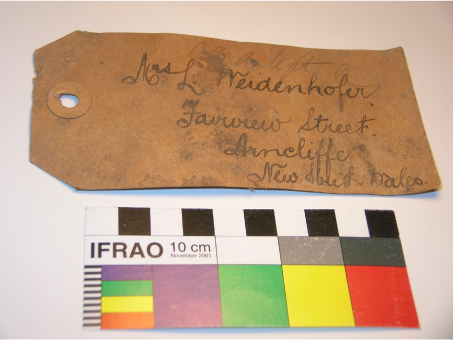 Mrs L. Weidenhofer.
Fairview Street.
Arncliffe
New South Wales.
IFRAO 10 cm
November 2001